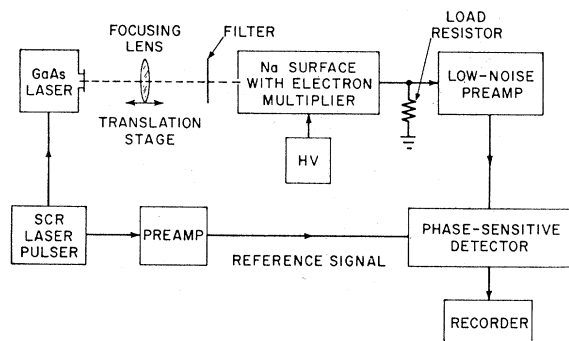 FOCUSING
LENS
FILTER
LOAD
RESISTOR
GaAs
LASER
Na SURFACE
WITH ELECTRON
MULTIPLIER
LOW-NOISE
PREAMP
TRANSLATION
STAGE
HV
SCR
LASER
PULSER
PREAMP
REFERENCE SIGNAL
PHASE-SENSITIVE
DETECTOR
RECORDER